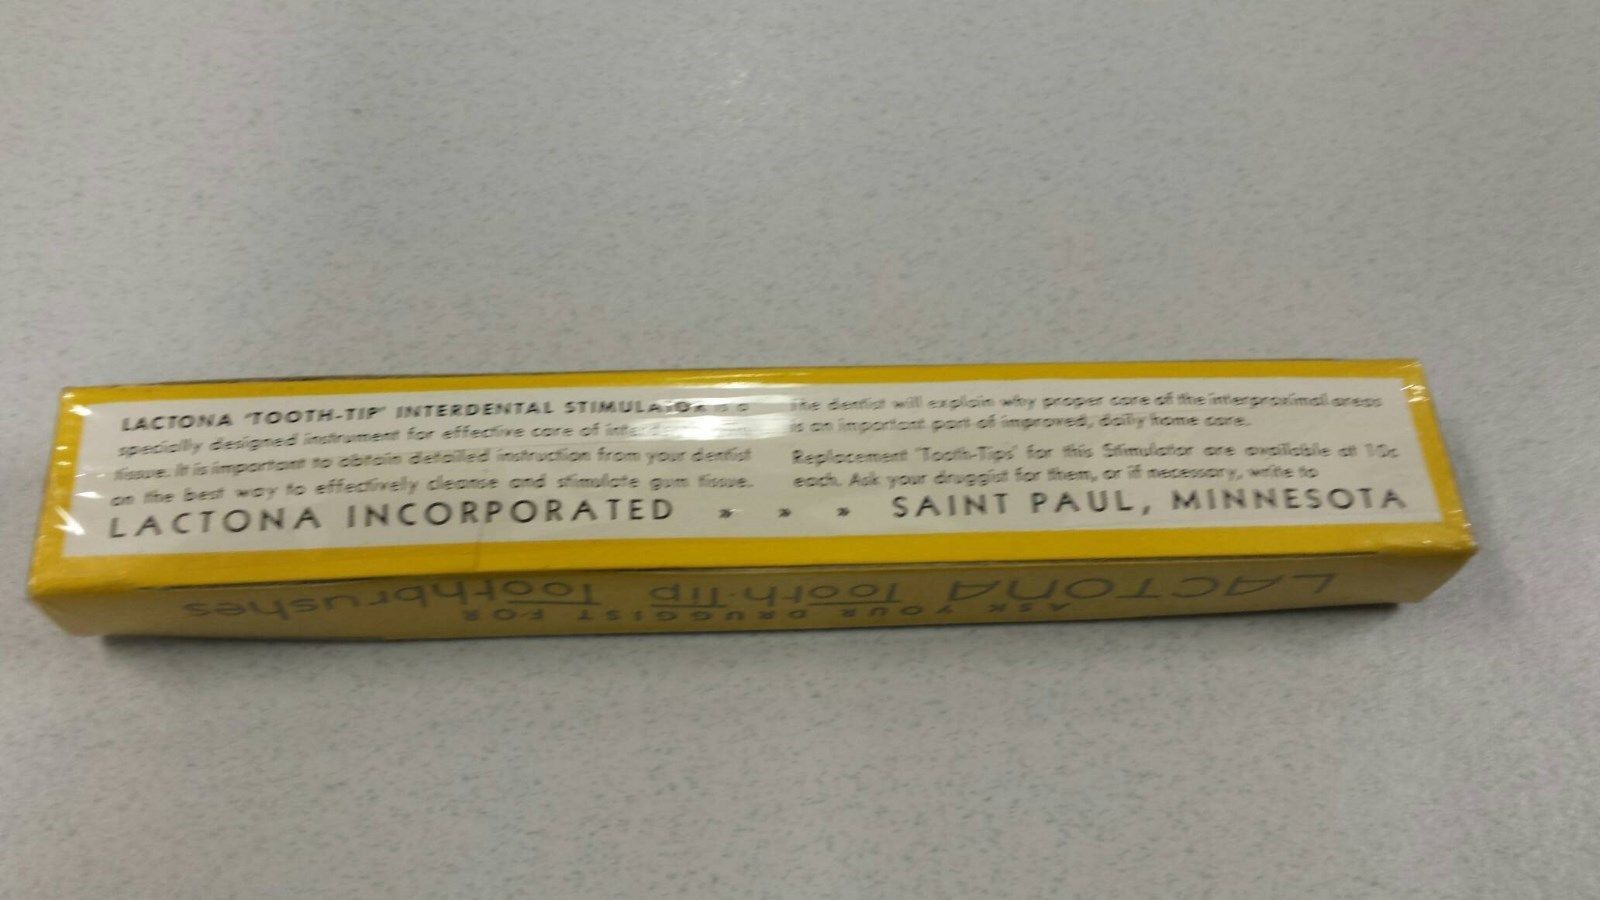 LACTONA 'TOOTH-TIP' INTERDENTAL STIMULATOR is a
specially designed instrument for effective care of
tissue. It is important to obtain detailed instruction from your dentist
on the best way to effectively cleanse and stimulate gum tissue.
The dentist will explain why proper care of the interproximal areas
is an important part of improved, daily home care.
Replacement 'Tooth-Tips' for this Stimulator are available at 10c
each. Ask your druggist for them, or if necessary, write to
LACTONA INCORPORATED » » » SAINT PAUL, MINNESOTA
ASK YOUR DRUGGIST FOR
LACTONA Tooth-Tip Toothbrushes